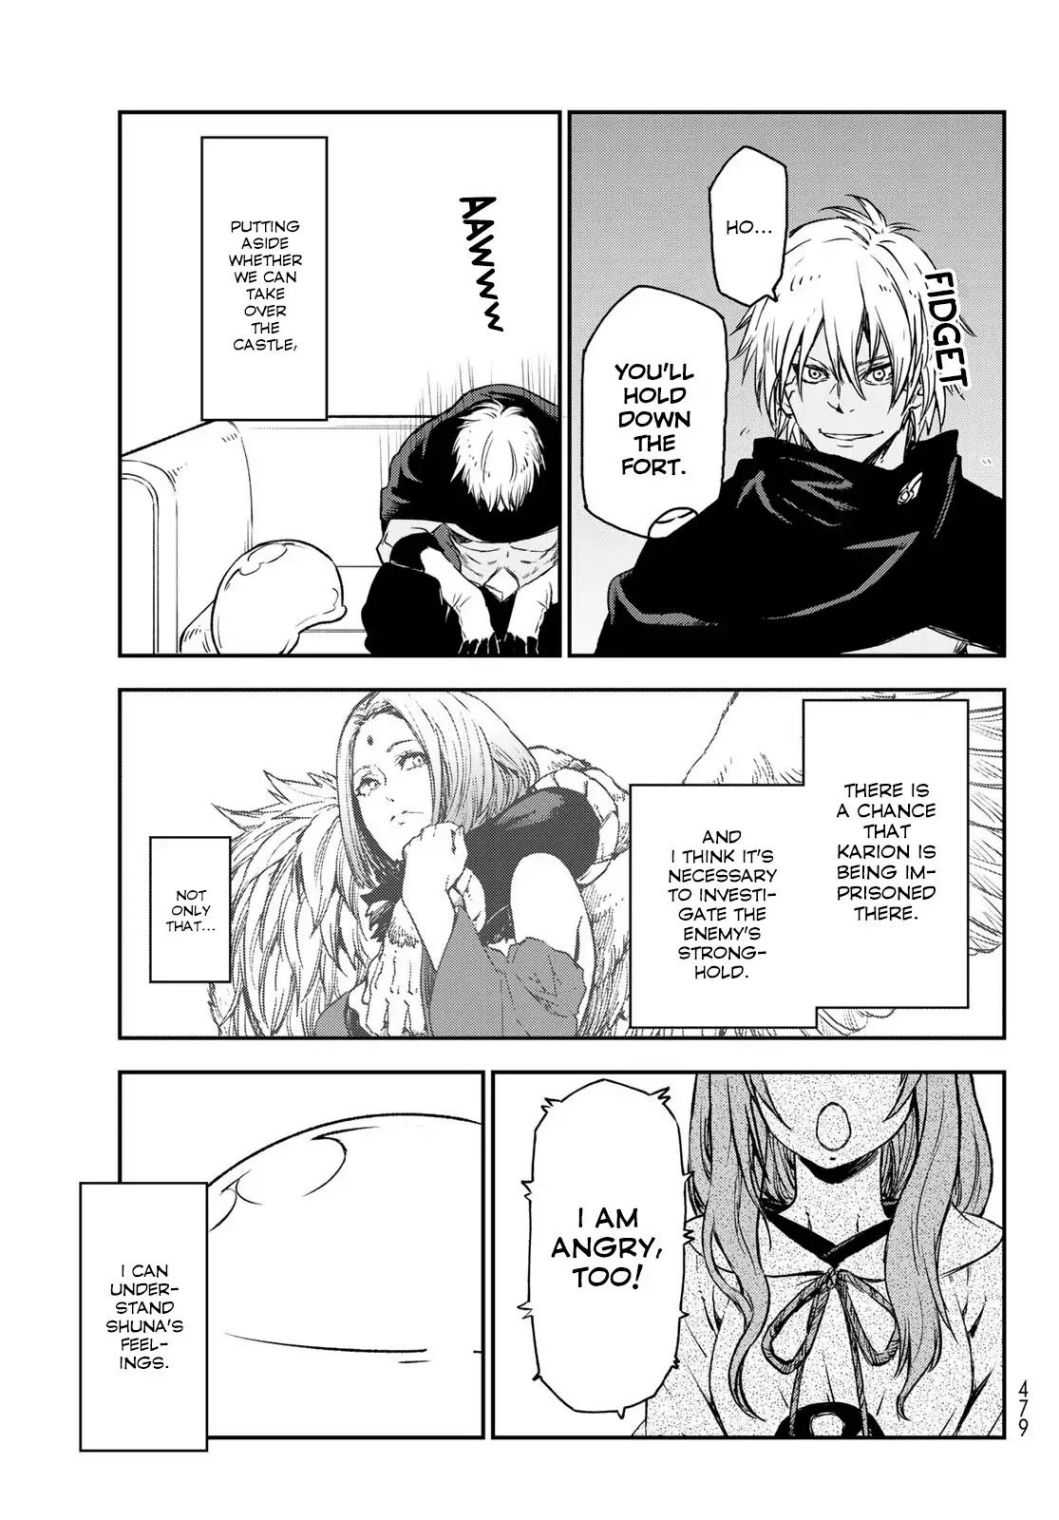 HO...
FIDGET
YOU'LL
HOLD
DOWN
THE
FORT.
AAWWW
PUTTING
ASIDE
WHETHER
WE CAN
TAKE
OVER
THE
CASTLE,
THERE IS
A CHANCE
THAT
KARION IS
BEING IM-
PRISONED
THERE.
AND
I THINK IT'S
NECESSARY
TO INVESTI-
GATE THE
ENEMY'S
STRONG-
HOLD.
NOT
ONLY
THAT...
I AM
ANGRY,
TOO!
I CAN
UNDER-
STAND
SHUNA'S
FEEL-
INGS.
479